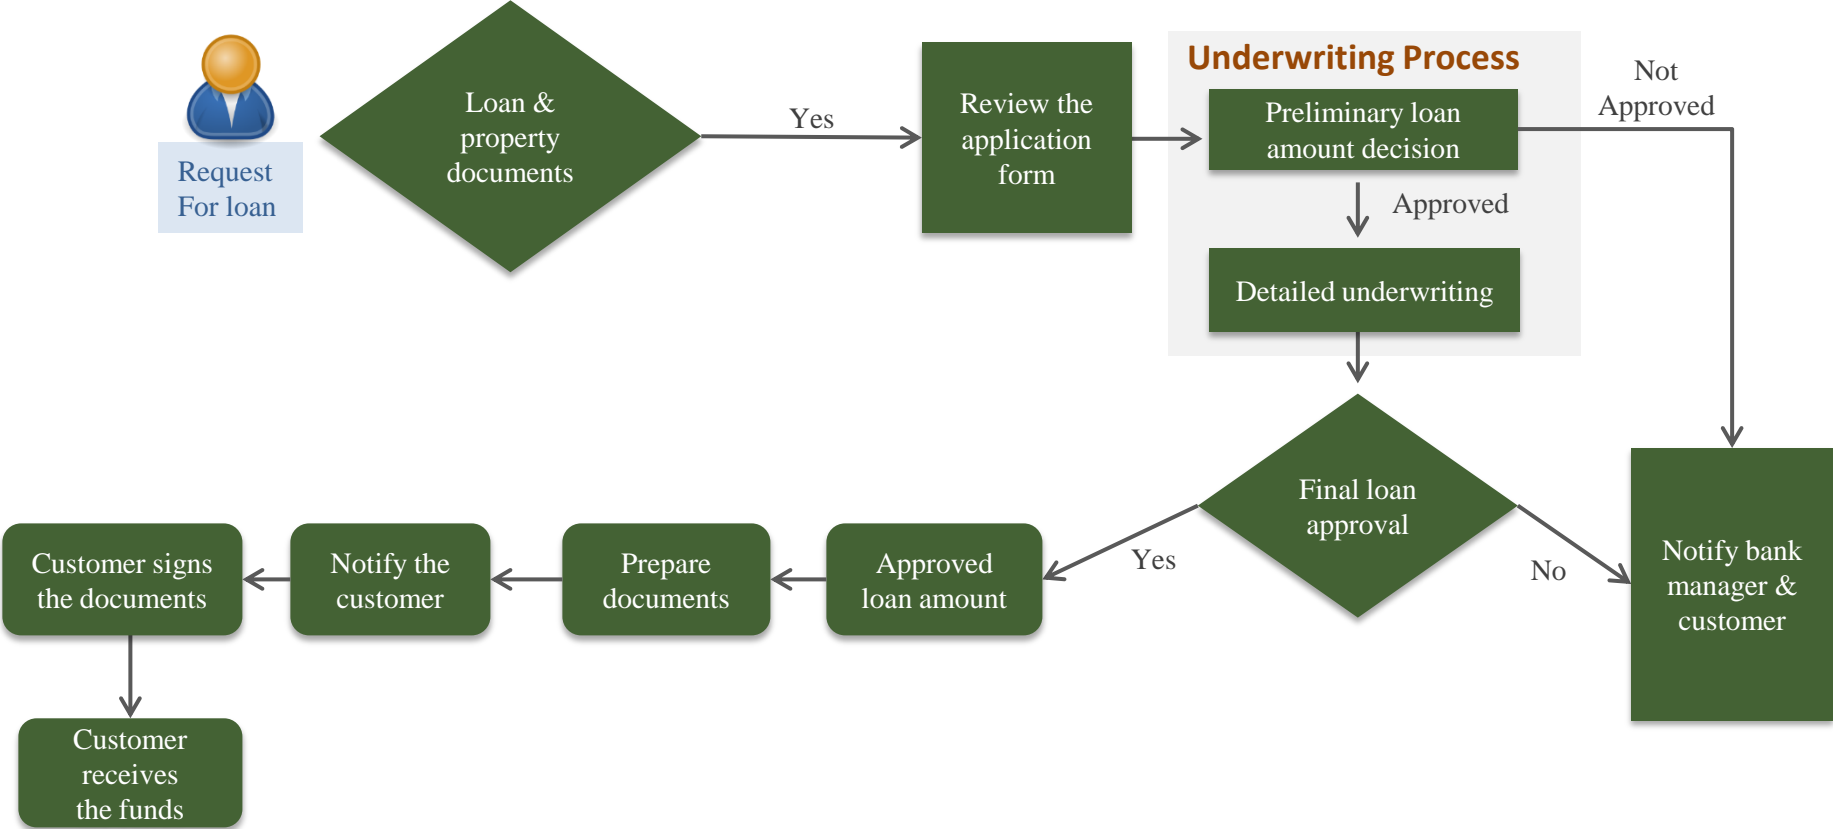 Request
For loan
Loan &
property
documents
Yes
Review the
application
form
Underwriting Process
Preliminary loan
amount decision
Not
Approved
Approved
Detailed underwriting
Final loan
approval
Yes
No
Notify bank
manager &
customer
Approved
loan amount
Prepare
documents
Notify the
customer
Customer signs
the documents
Customer
receives
the funds